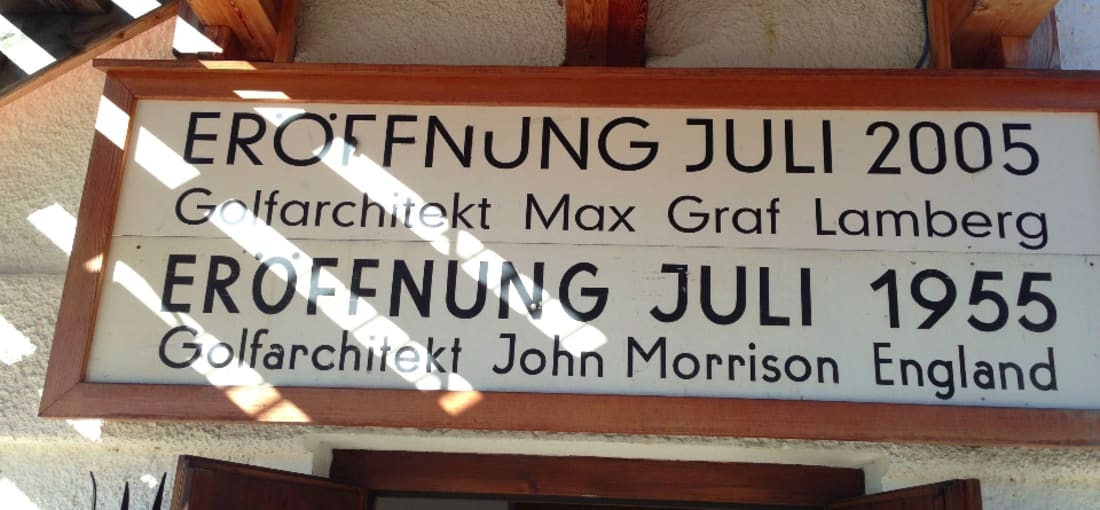 ERÖFFNUNG JULI 2005
Golfarchitekt Max Graf Lamberg
ERÖFFNUNG JULI 1955
Golfarchitekt John Morrison England